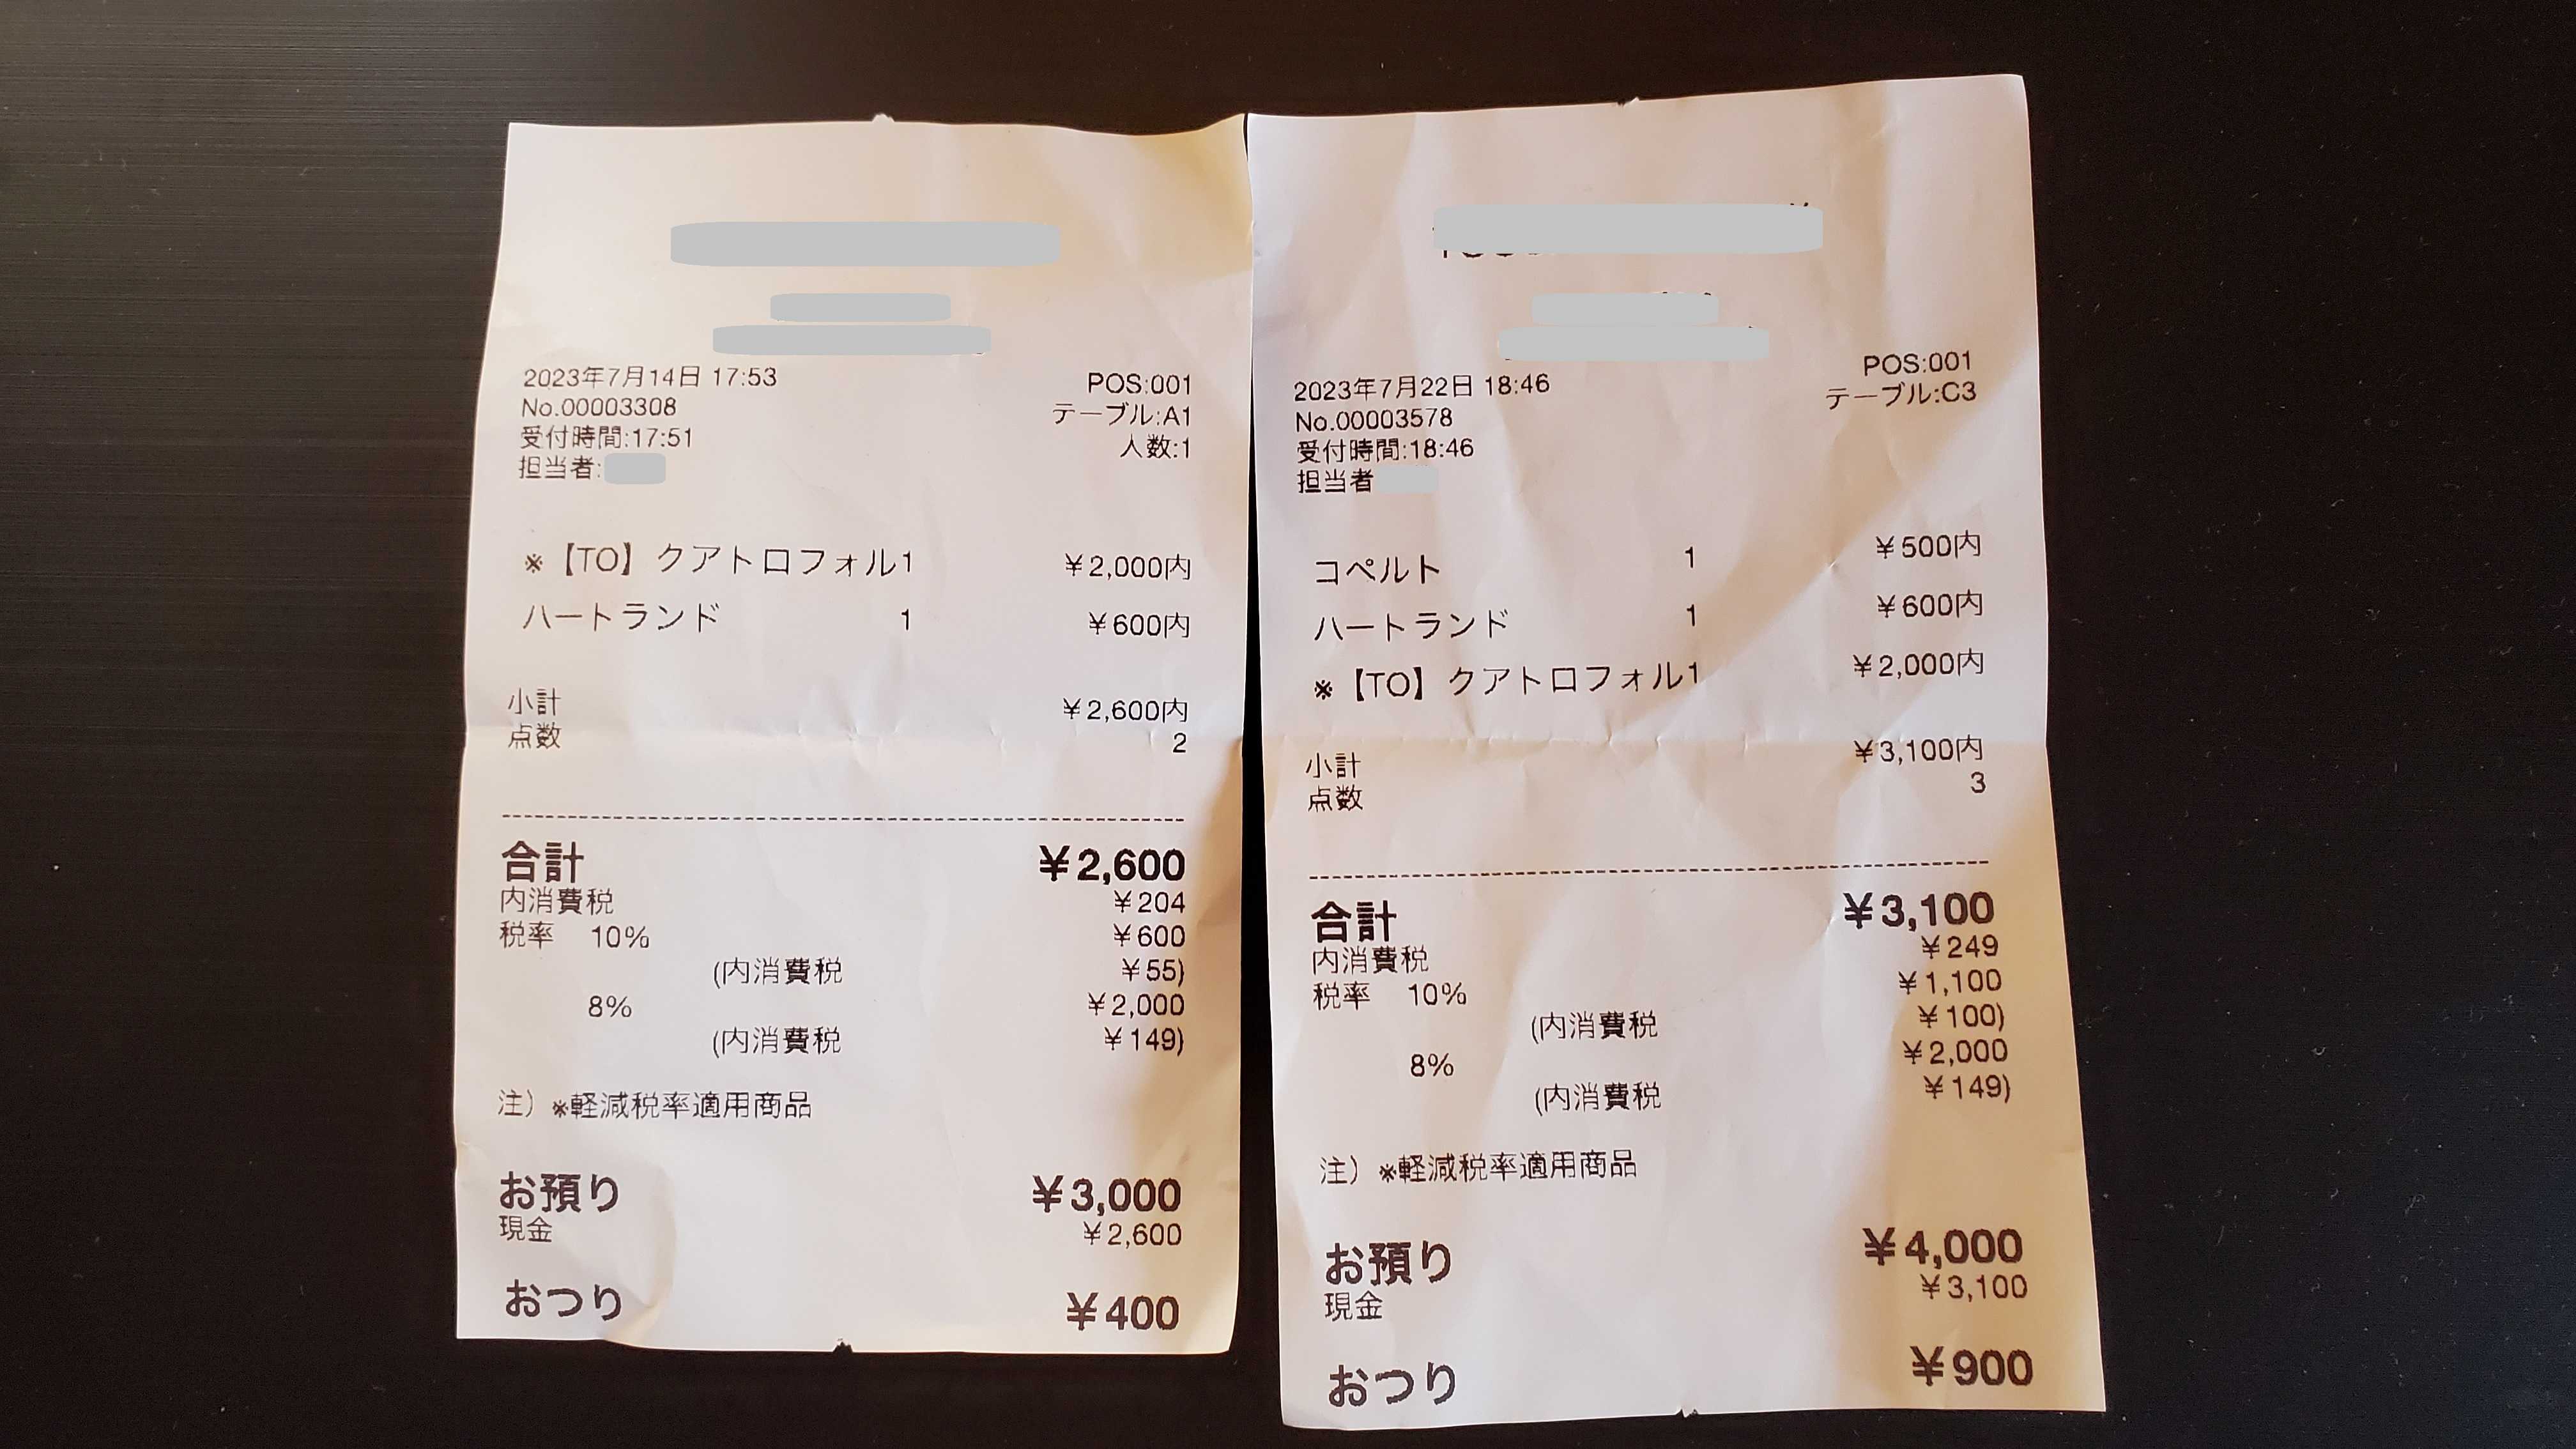 2023年7月14日 17:53 POS:001
No.00003308 テーブル:A1
受付時間:17:51 人数:1
担当者:
※【TO】クアトロフォル1 ¥2,000内
ハートランド 1 ¥600内
小計 ¥2,600内
点数 2
合計 ¥2,600
内消費税 ¥204
税率 10% ¥600
(内消費税 ¥55)
8% ¥2,000
(内消費税 ¥149)
注）※軽減税率適用商品
お預り ¥3,000
現金 ¥2,600
おつり ¥400
2023年7月22日 18:46 POS:001
No.00003578 テーブル:C3
受付時間:18:46
担当者
コペルト 1 ¥500内
ハートランド 1 ¥600内
※【TO】クアトロフォル1 ¥2,000内
小計 ¥3,100内
点数 3
合計 ¥3,100
内消費税 ¥249
税率 10% ¥1,100
(内消費税 ¥100)
8% ¥2,000
(内消費税 ¥149)
注）※軽減税率適用商品
お預り ¥4,000
現金 ¥3,100
おつり ¥900